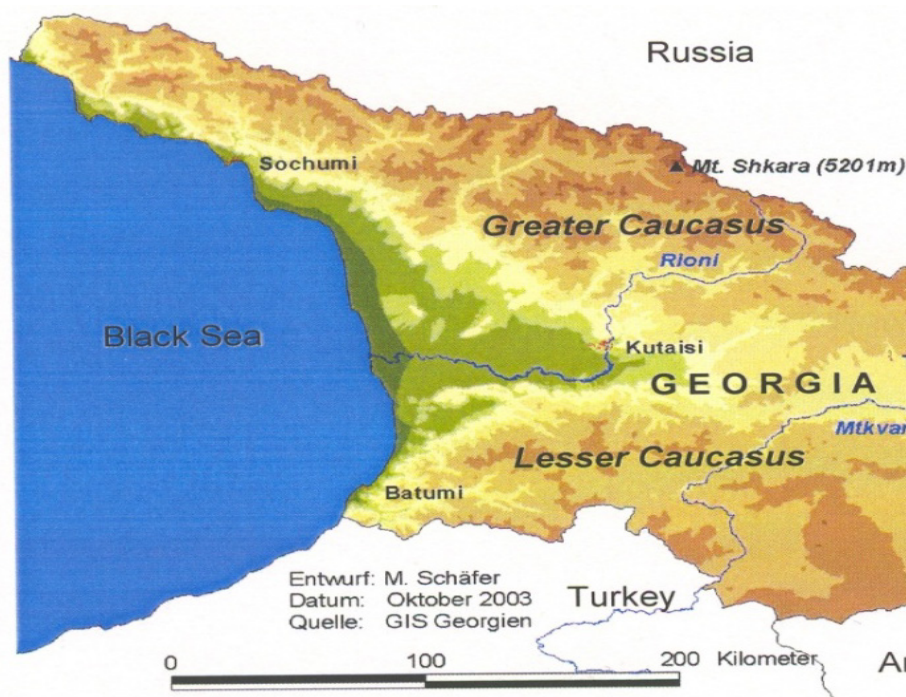 Russia
Sochumi
Mt. Shkara (5201m)
Greater Caucasus
Rioni
Black Sea
Kutaisi
GEORGIA
Mtkvar
Lesser Caucasus
Batumi
Entwurf: M. Schäfer
Datum: Oktober 2003
Quelle: GIS Georgien
Turkey
0 100 200 Kilometer
Ar